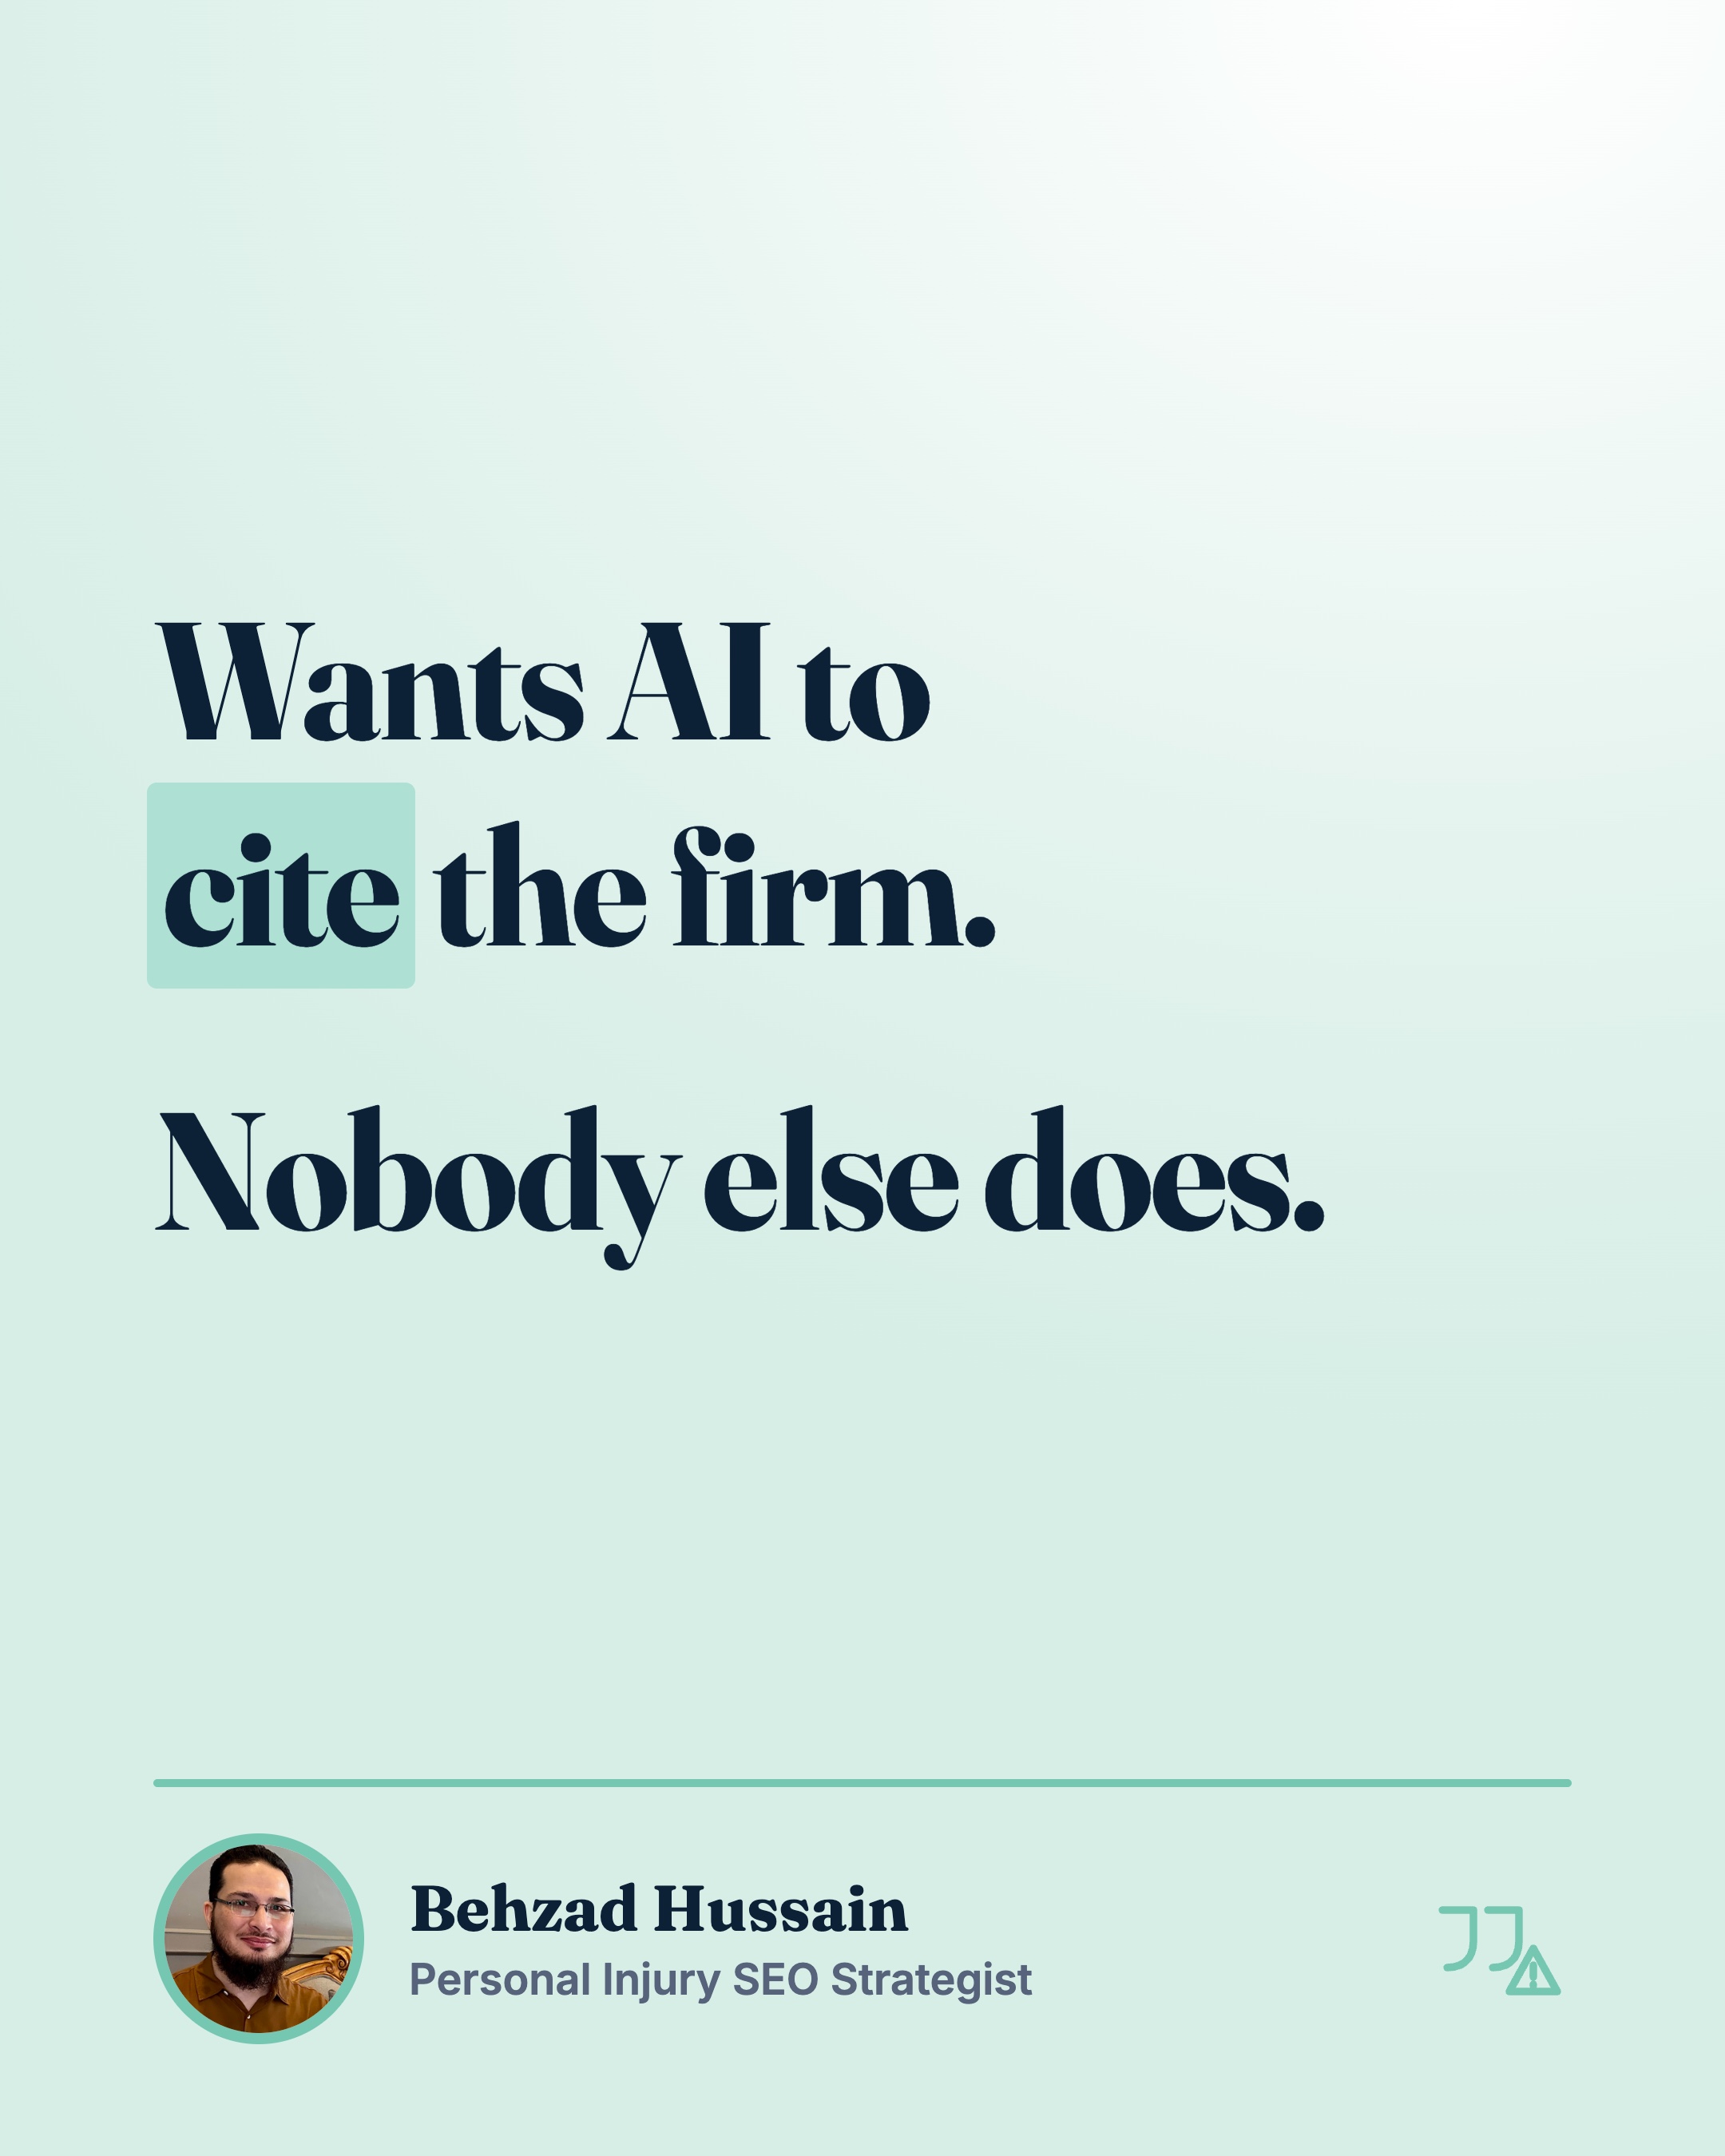 Wants AI to
cite the firm.
Nobody else does.
Behzad Hussain
Personal Injury SEO Strategist